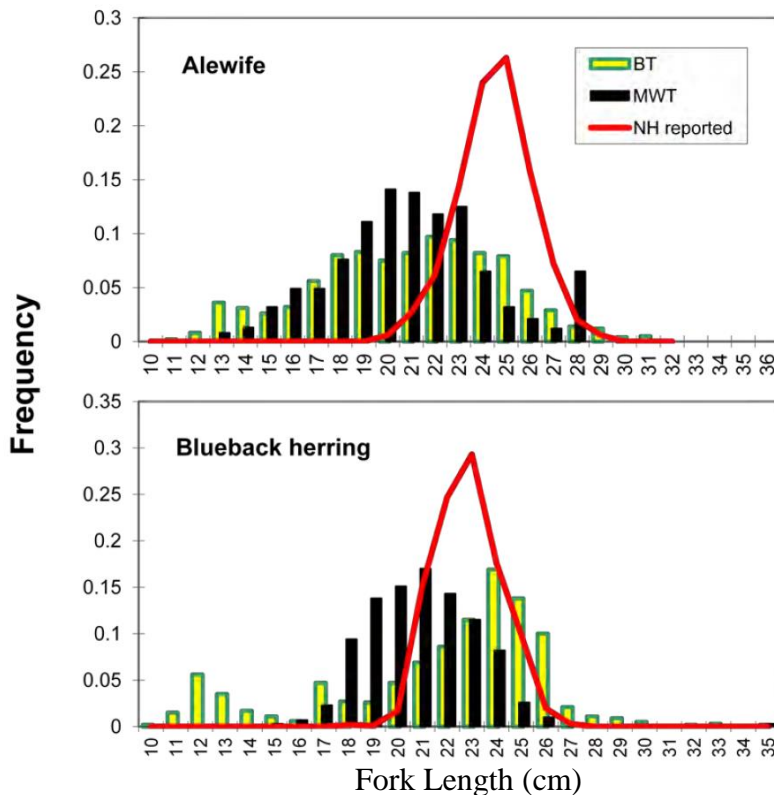 0.3
0.25
0.2
0.15
0.1
0.05
0
Alewife
BT
MWT
NH reported
10 11 12 13 14 15 16 17 18 19 20 21 22 23 24 25 26 27 28 29 30 31 32 33 34 35 36
Frequency
0.35
0.3
0.25
0.2
0.15
0.1
0.05
0
Blueback herring
10 11 12 13 14 15 16 17 18 19 20 21 22 23 24 25 26 27 28 29 30 31 32 33 34 35
Fork Length (cm)